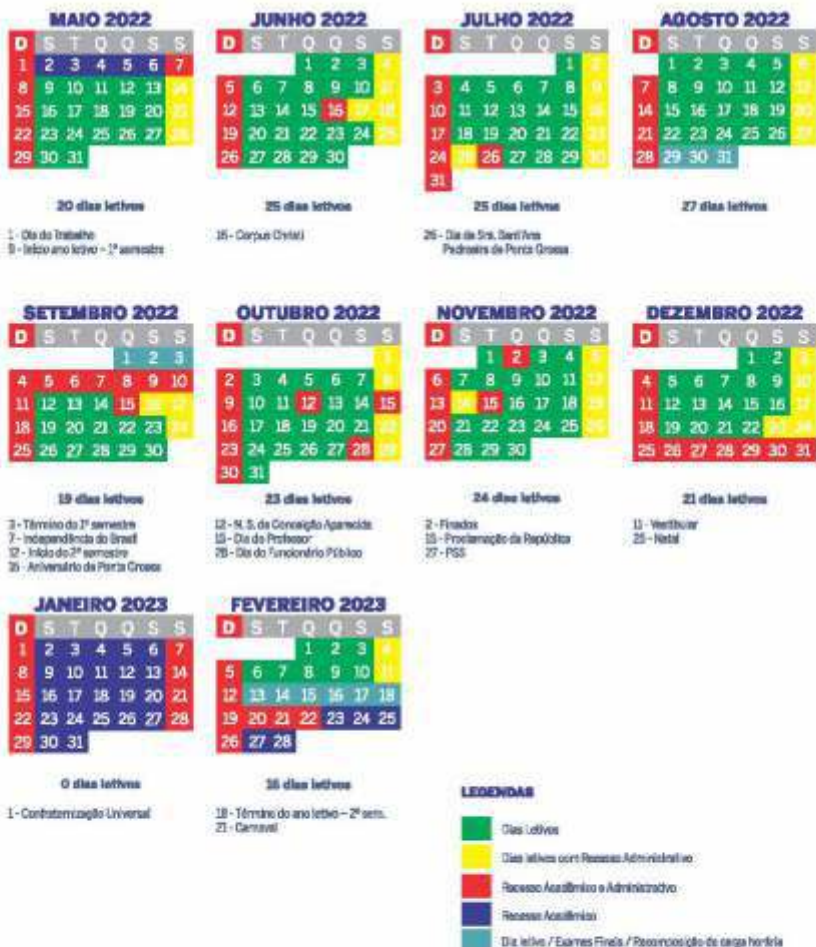 MAIO 2022
D S T Q Q S S
1 2 3 4 5 6 7
8 9 10 11 12 13 14
15 16 17 18 19 20 21
22 23 24 25 26 27 28
29 30 31
20 dias letivos
1 - Dia do Trabalho
9 - Início ano letivo – 1º semestre
JUNHO 2022
D S T Q Q S S
1 2 3 4
5 6 7 8 9 10 11
12 13 14 15 16 17 18
19 20 21 22 23 24 25
26 27 28 29 30
25 dias letivos
16 - Corpus Christi
JULHO 2022
D S T Q Q S S
1 2
3 4 5 6 7 8 9
10 11 12 13 14 15 16
17 18 19 20 21 22 23
24 25 26 27 28 29 30
31
25 dias letivos
26 - Dia de Sra. Sant'Ana
Padroeira de Ponta Grossa
AGOSTO 2022
D S T Q Q S S
1 2 3 4 5 6
7 8 9 10 11 12 13
14 15 16 17 18 19 20
21 22 23 24 25 26 27
28 29 30 31
27 dias letivos
SETEMBRO 2022
D S T Q Q S S
1 2 3
4 5 6 7 8 9 10
11 12 13 14 15 16 17
18 19 20 21 22 23 24
25 26 27 28 29 30
19 dias letivos
3 - Término do 1º semestre
7 - Independência do Brasil
12 - Início do 2º semestre
15 - Aniversário de Ponta Grossa
OUTUBRO 2022
D S T Q Q S S
1
2 3 4 5 6 7 8
9 10 11 12 13 14 15
16 17 18 19 20 21 22
23 24 25 26 27 28 29
30 31
23 dias letivos
12 - N. S. da Conceição Aparecida
15 - Dia do Professor
28 - Dia do Funcionário Público
NOVEMBRO 2022
D S T Q Q S S
1 2 3 4 5
6 7 8 9 10 11 12
13 14 15 16 17 18 19
20 21 22 23 24 25 26
27 28 29 30
24 dias letivos
2 - Finados
15 - Proclamação da República
27 - PSS
DEZEMBRO 2022
D S T Q Q S S
1 2 3
4 5 6 7 8 9 10
11 12 13 14 15 16 17
18 19 20 21 22 23 24
25 26 27 28 29 30 31
21 dias letivos
11 - Vestibular
25 - Natal
JANEIRO 2023
D S T Q Q S S
1 2 3 4 5 6 7
8 9 10 11 12 13 14
15 16 17 18 19 20 21
22 23 24 25 26 27 28
29 30 31
0 dias letivos
1 - Confraternização Universal
FEVEREIRO 2023
D S T Q Q S S
1 2 3 4
5 6 7 8 9 10 11
12 13 14 15 16 17 18
19 20 21 22 23 24 25
26 27 28
16 dias letivos
18 - Término do ano letivo – 2º sem.
21 - Carnaval
LEGENDAS
Dias Letivos
Dias letivos com Recesso Administrativo
Recesso Acadêmico e Administrativo
Recesso Acadêmico
Dia letivo / Exames Finais / Recomposição de carga horária